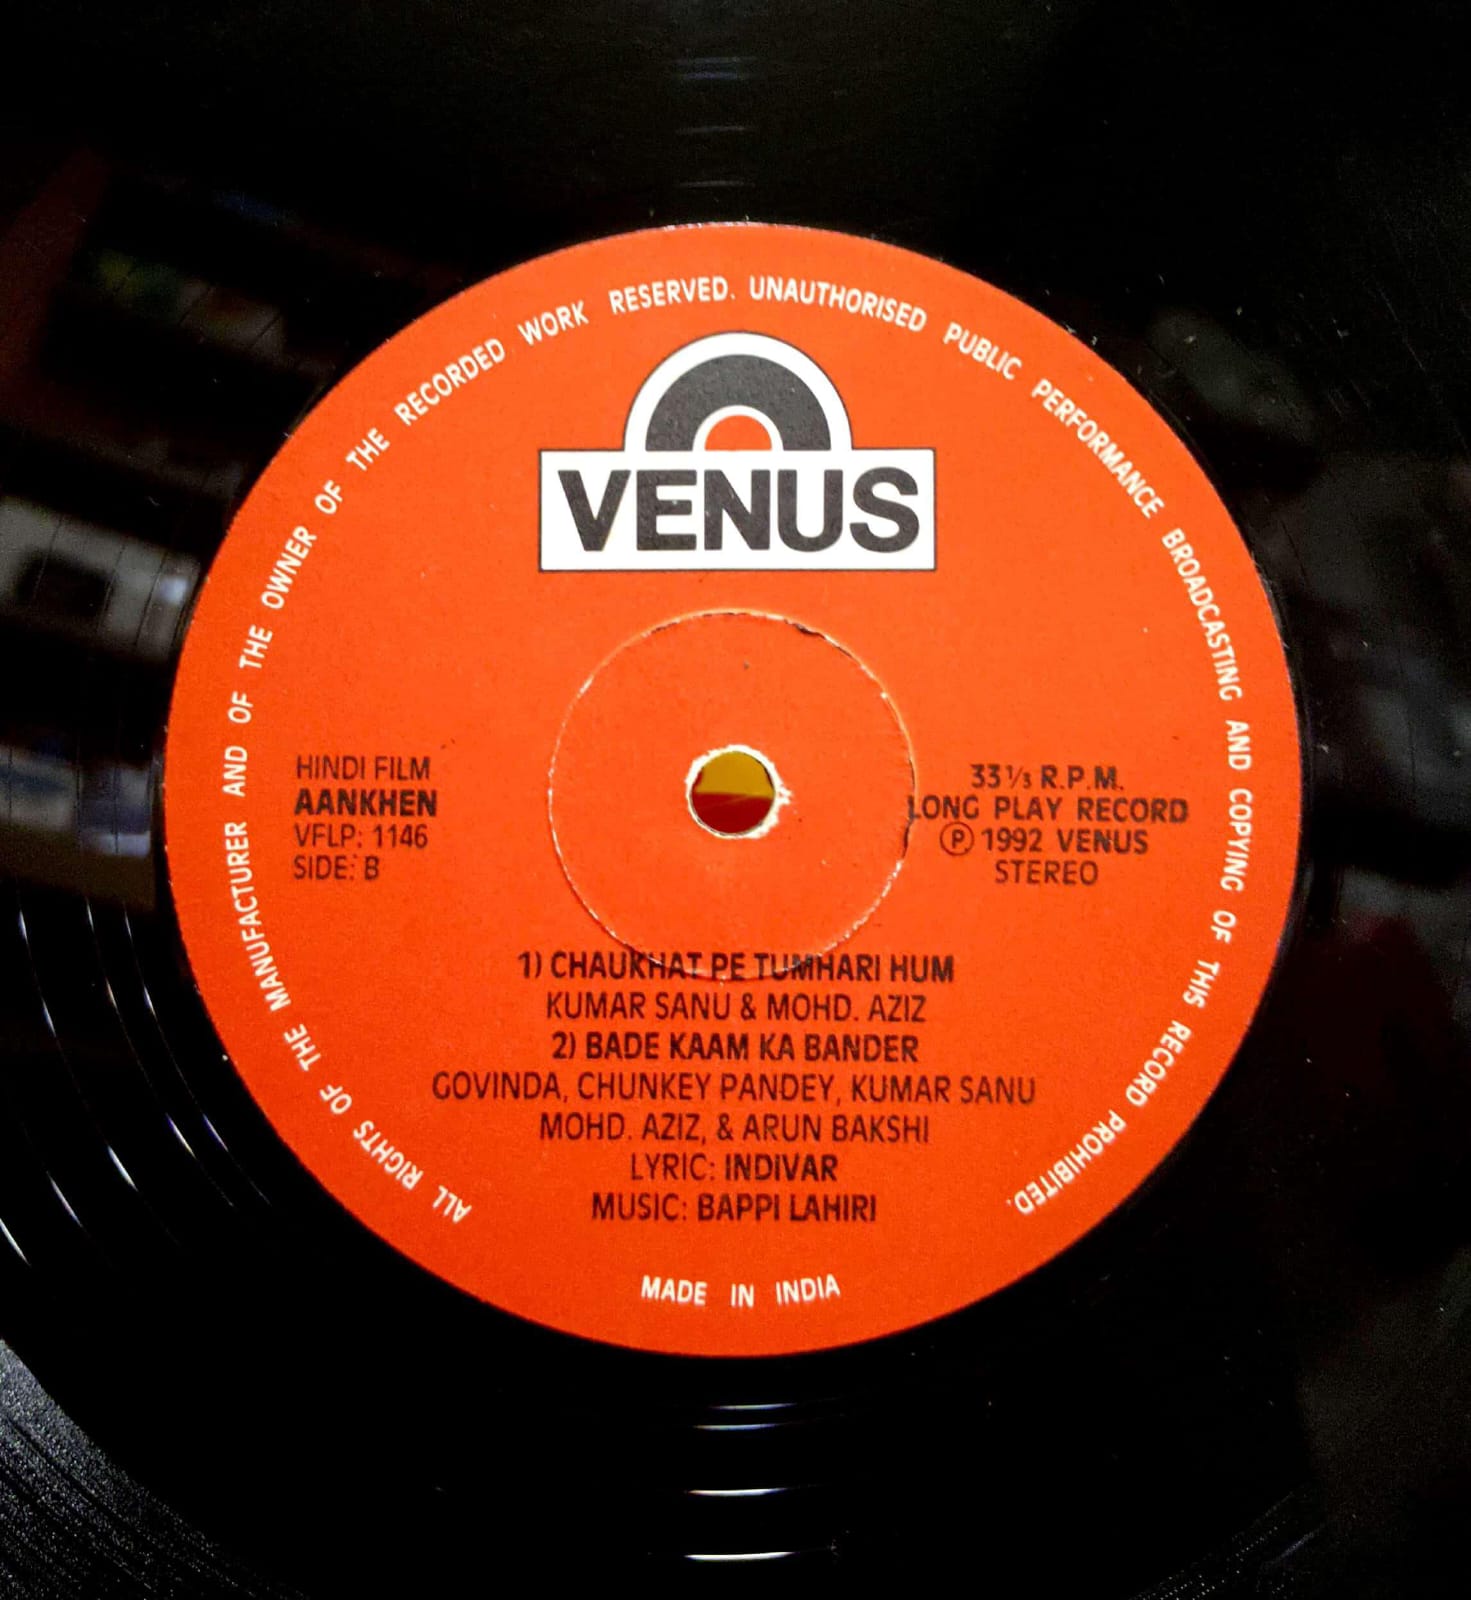 ALL RIGHTS OF THE MANUFACTURER AND OF THE OWNER OF THE RECORDED WORK RESERVED. UNAUTHORISED PUBLIC PERFORMANCE BROADCASTING AND COPYING OF THIS RECORD PROHIBITED.
VENUS
HINDI FILM
AANKHEN
VFLP: 1146
SIDE: B
33 1/3 R.P.M.
LONG PLAY RECORD
Ⓟ 1992 VENUS
STEREO
1) CHAUKHAT PE TUMHARI HUM
KUMAR SANU & MOHD. AZIZ
2) BADE KAAM KA BANDER
GOVINDA, CHUNKEY PANDEY, KUMAR SANU
MOHD. AZIZ, & ARUN BAKSHI
LYRIC: INDIVAR
MUSIC: BAPPI LAHIRI
MADE IN INDIA